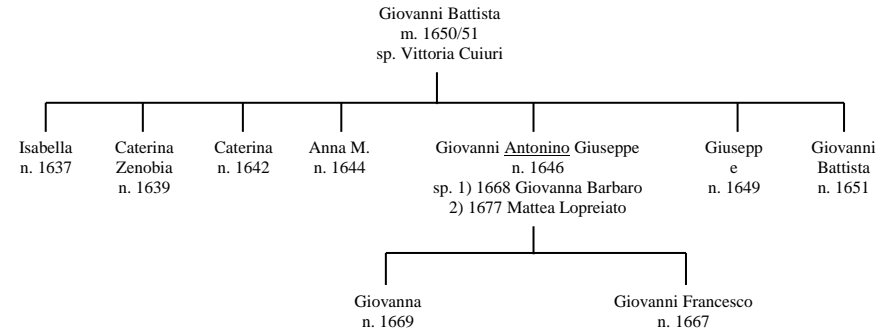 Giovanni Battista
m. 1650/51
sp. Vittoria Cuiuri
Isabella
n. 1637
Caterina
Zenobia
n. 1639
Caterina
n. 1642
Anna M.
n. 1644
Giovanni Antonino Giuseppe
n. 1646
sp. 1) 1668 Giovanna Barbaro
2) 1677 Mattea Lopreiato
Giusepp
e
n. 1649
Giovanni
Battista
n. 1651
Giovanna
n. 1669
Giovanni Francesco
n. 1667